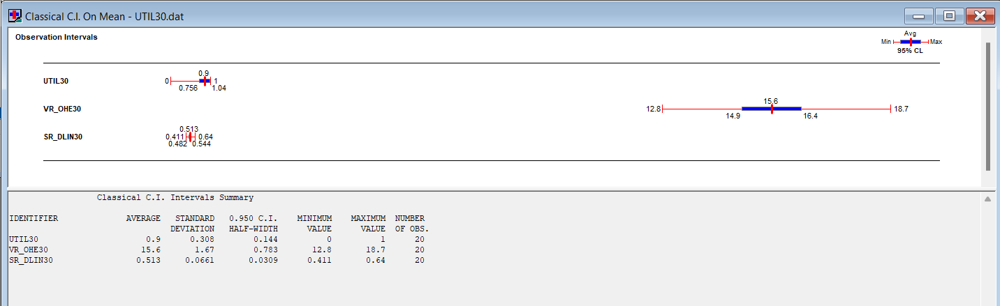 Classical C.I. On Mean - UTIL30.dat
Observation Intervals
Avg
Min Max
95% CL
0.9
UTIL30 0 1
0.756 1.04
15.6
VR_OHE30 12.8 18.7
14.9 16.4
0.513
SR_DLIN30 0.411 0.64
0.482 0.544
Classical C.I. Intervals Summary
IDENTIFIER AVERAGE STANDARD 0.950 C.I. MINIMUM MAXIMUM NUMBER
DEVIATION HALF-WIDTH VALUE VALUE OF OBS.
UTIL30 0.9 0.308 0.144 0 1 20
VR_OHE30 15.6 1.67 0.783 12.8 18.7 20
SR_DLIN30 0.513 0.0661 0.0309 0.411 0.64 20